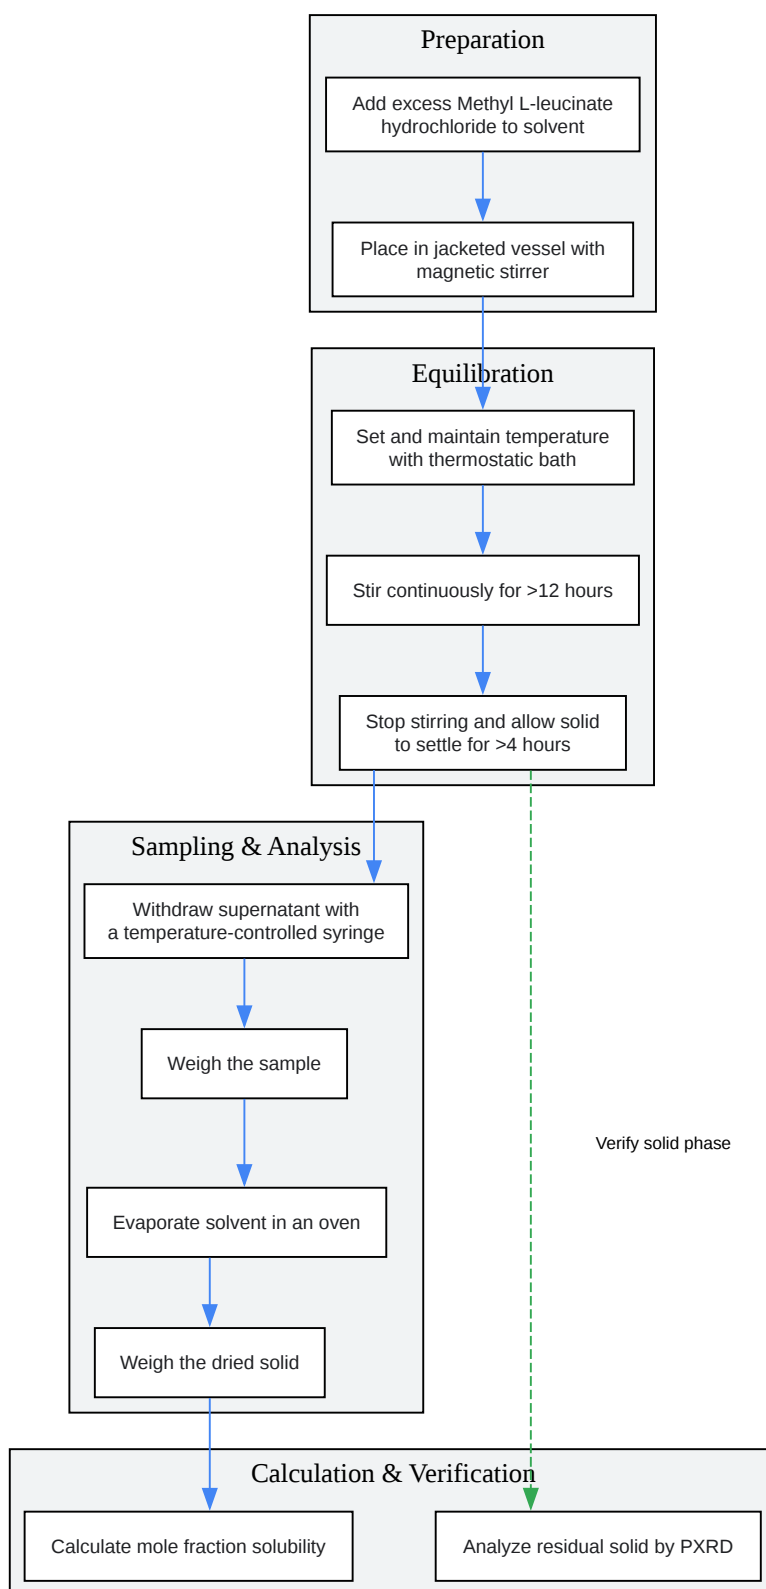 Preparation
Add excess Methyl L-leucinate
hydrochloride to solvent
Place in jacketed vessel with
magnetic stirrer
Equilibration
Set and maintain temperature
with thermostatic bath
Stir continuously for >12 hours
Stop stirring and allow solid
to settle for >4 hours
Sampling & Analysis
Withdraw supernatant with
a temperature-controlled syringe
Weigh the sample
Verify solid phase
Evaporate solvent in an oven
Weigh the dried solid
Calculation & Verification
Calculate mole fraction solubility
Analyze residual solid by PXRD